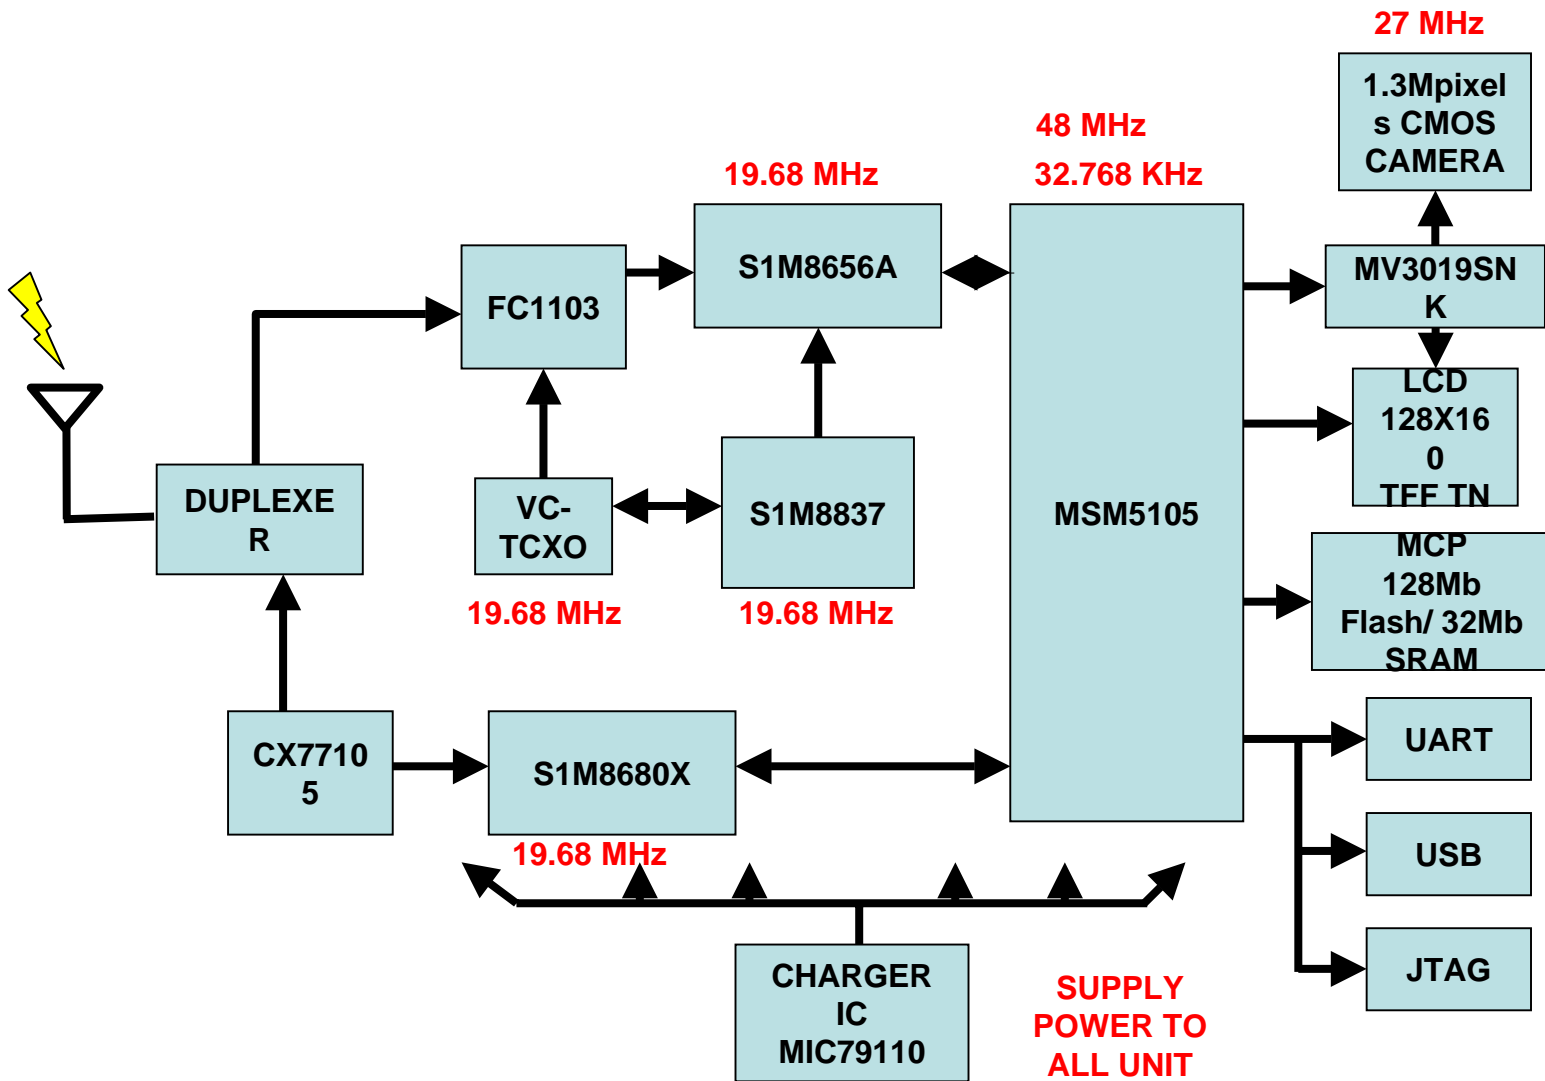 27 MHz
1.3Mpixel
s CMOS
CAMERA
48 MHz
32.768 KHz
19.68 MHz
S1M8656A
MV3019SN
K
FC1103
LCD
128X16
0
TFF TN
DUPLEXE
R
VC-
TCXO
S1M8837
MSM5105
19.68 MHz
19.68 MHz
MCP
128Mb
Flash/ 32Mb
SRAM
CX7710
5
S1M8680X
UART
19.68 MHz
USB
CHARGER
IC
MIC79110
SUPPLY
POWER TO
ALL UNIT
JTAG